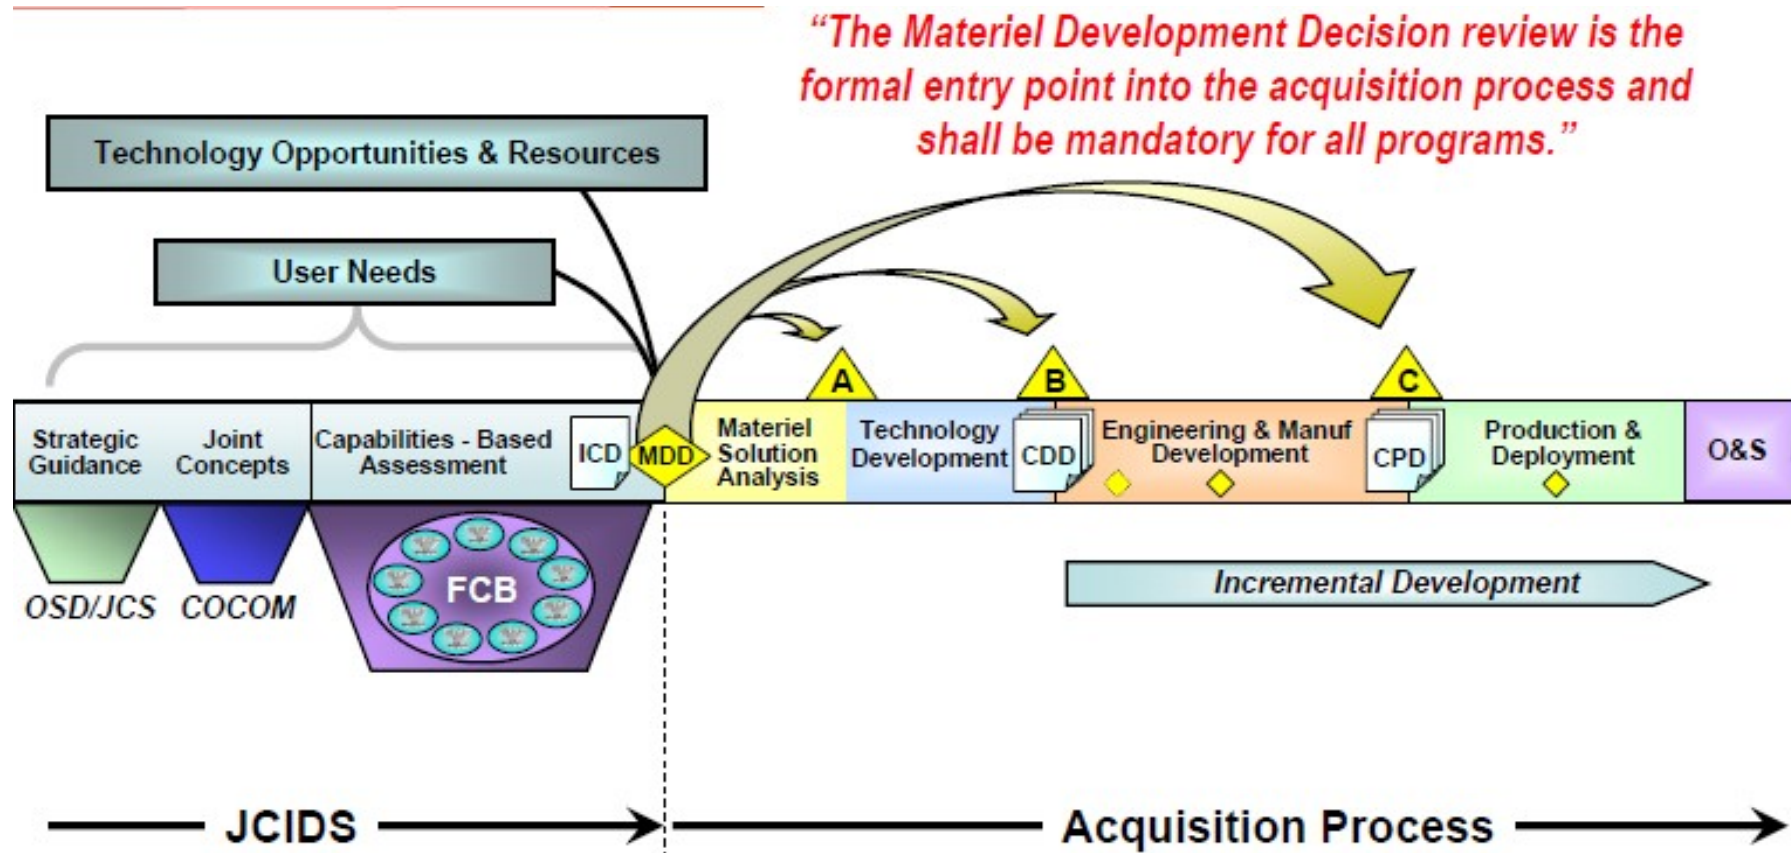 “The Materiel Development Decision review is the
formal entry point into the acquisition process and
shall be mandatory for all programs.”
Technology Opportunities & Resources
User Needs
A
B
C
Strategic
Guidance
Joint
Concepts
Capabilities - Based
Assessment
ICD
MDD
Materiel
Solution
Analysis
Technology
Development
CDD
Engineering & Manuf
Development
CPD
Production &
Deployment
O&S
OSD/JCS
COCOM
FCB
Incremental Development
JCIDS
Acquisition Process